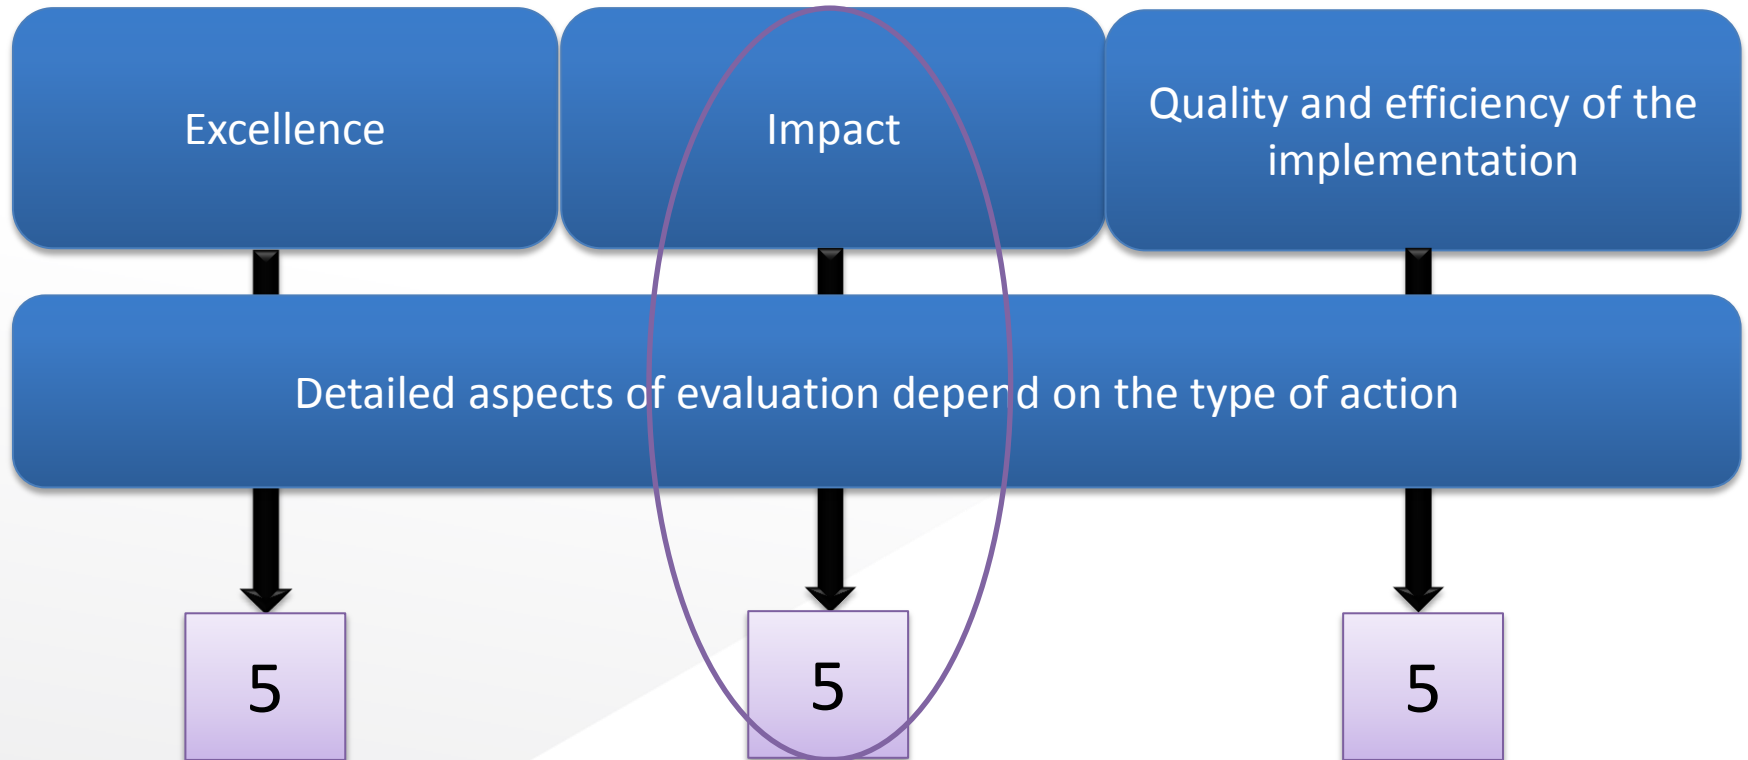 Excellence
Impact
Quality and efficiency of the
implementation
Detailed aspects of evaluation depend on the type of action
5
5
5